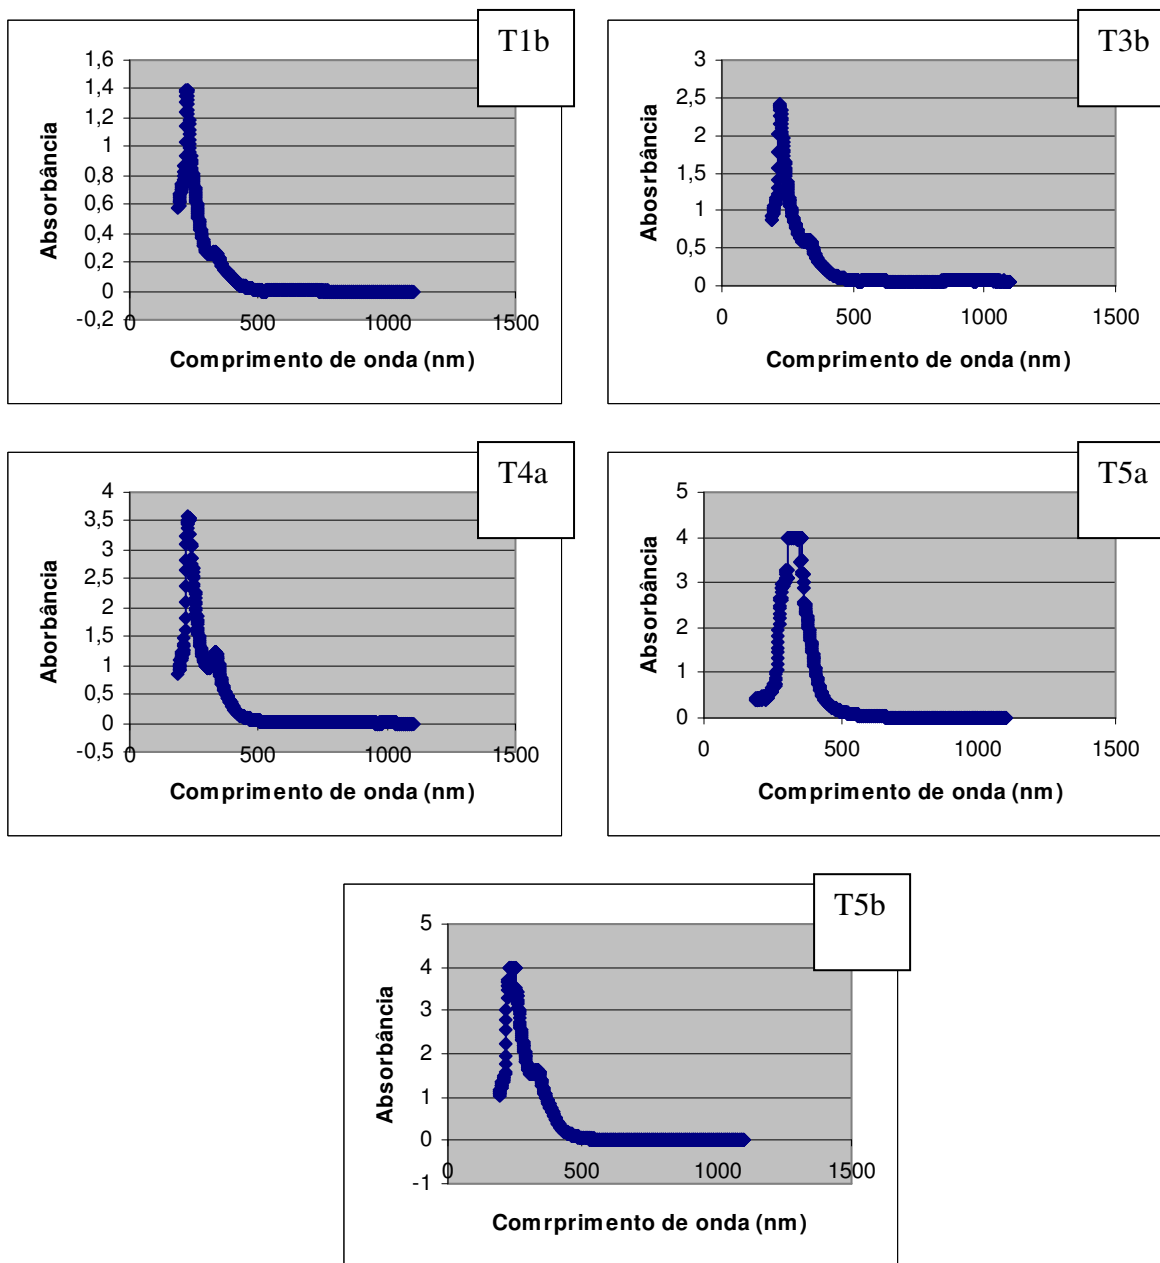 T1b
1,6
1,4
1,2
1
0,8
0,6
0,4
0,2
0
-0,2
0 500 1000 1500
Absorbância
Comprimento de onda (nm)
T3b
3
2,5
2
1,5
1
0,5
0
0 500 1000 1500
Abosrbância
Comprimento de onda (nm)
T4a
4
3,5
3
2,5
2
1,5
1
0,5
0
-0,5
0 500 1000 1500
Aborbância
Comprimento de onda (nm)
T5a
5
4
3
2
1
0
0 500 1000 1500
Absorbância
Comprimento de onda (nm)
T5b
5
4
3
2
1
0
-1
0 500 1000 1500
Absorbância
Comrprimento de onda (nm)